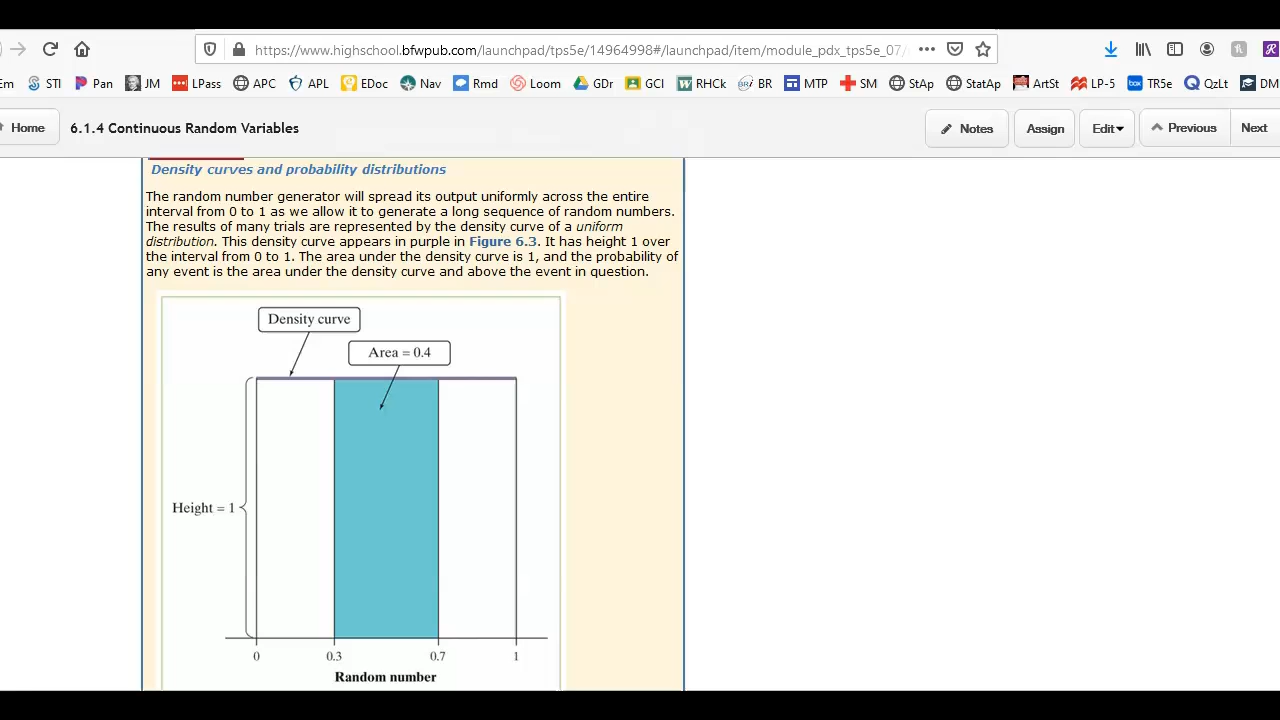 https://www.highschool.bfwpub.com/launchpad/tps5e/14964998#/launchpad/item/module_pdx_tps5e_07/
Em STI Pan JM LPass APC APL EDoc Nav Rmd Loom GDr GCI RHCk BR MTP SM StAp StatAp ArtSt LP-5 TR5e QzLt DM
Home 6.1.4 Continuous Random Variables Notes Assign Edit Previous Next
Density curves and probability distributions
The random number generator will spread its output uniformly across the entire
interval from 0 to 1 as we allow it to generate a long sequence of random numbers.
The results of many trials are represented by the density curve of a uniform
distribution. This density curve appears in purple in Figure 6.3. It has height 1 over
the interval from 0 to 1. The area under the density curve is 1, and the probability of
any event is the area under the density curve and above the event in question.
Density curve
Area = 0.4
Height = 1
0 0.3 0.7 1
Random number